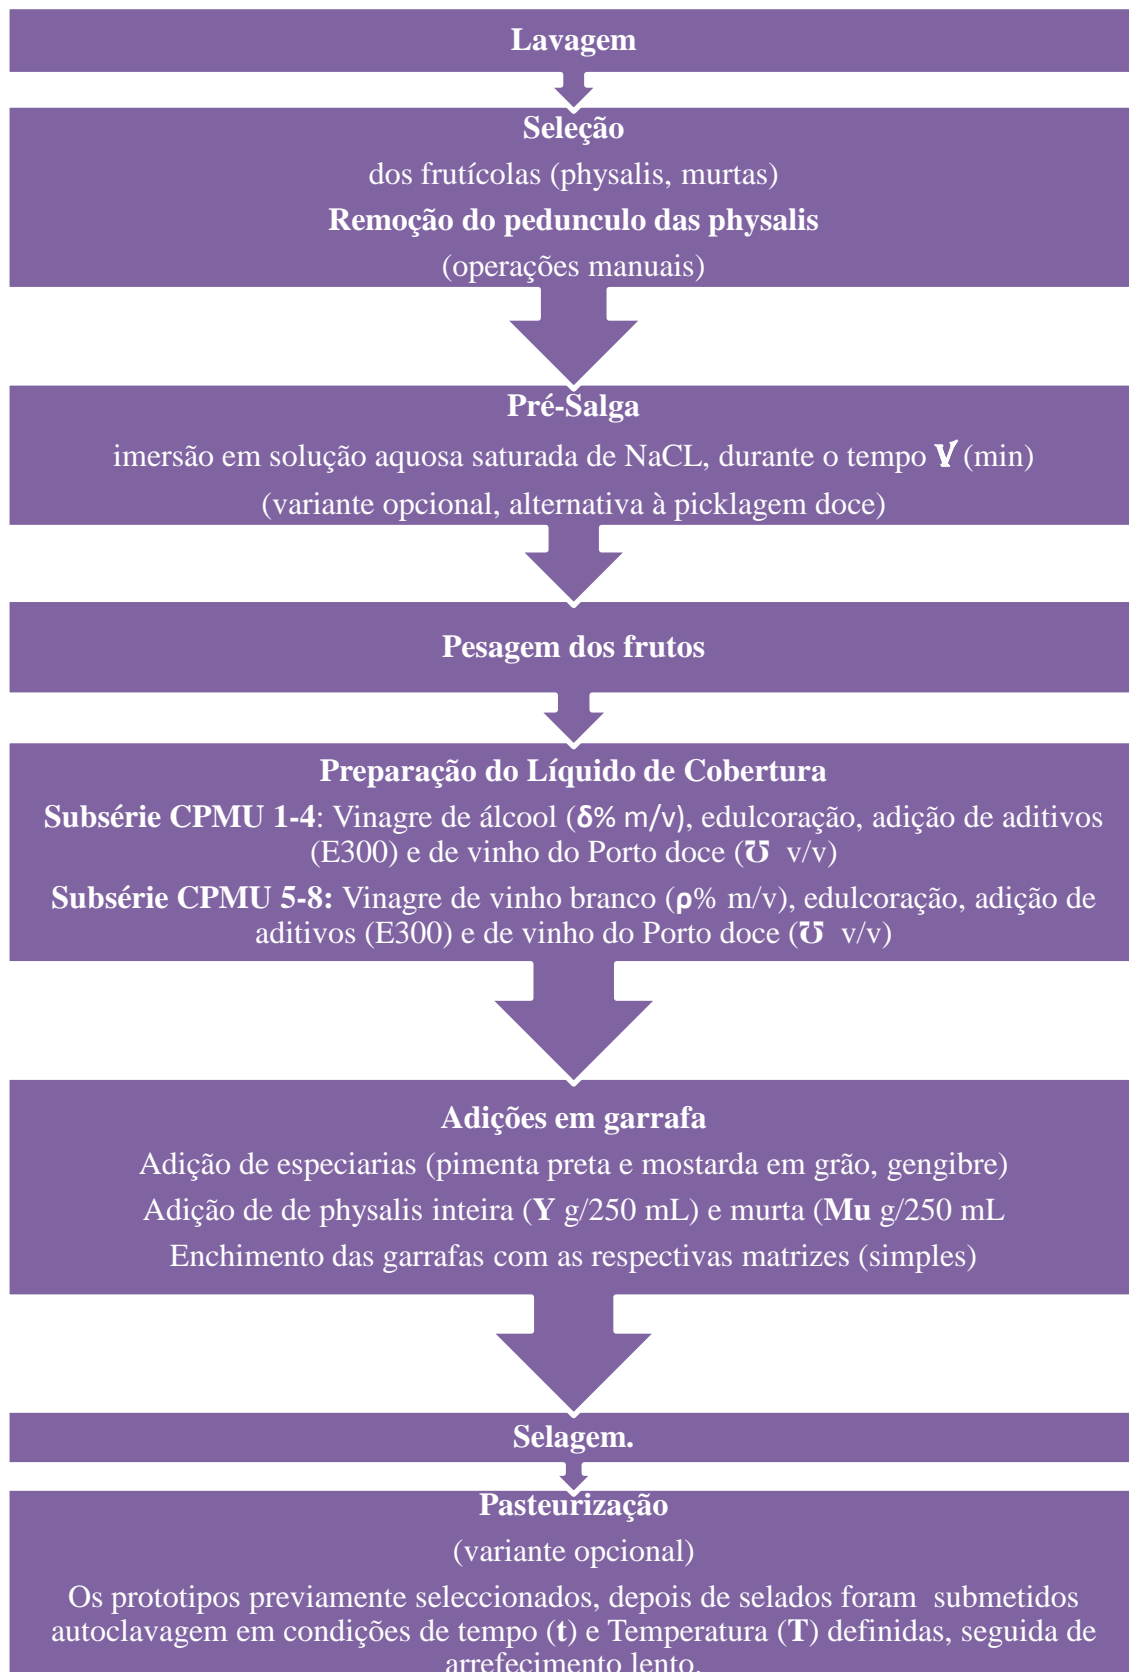 Lavagem
Seleção
dos frutícolas (physalis, murtas)
Remoção do pedunculo das physalis
(operações manuais)
Pré-Salga
imersão em solução aquosa saturada de NaCL, durante o tempo (min)
(variante opcional, alternativa à picklagem doce)
Pesagem dos frutos
Preparação do Líquido de Cobertura
Subsérie CPMU 1-4: Vinagre de álcool (δ% m/v), edulcoração, adição de aditivos
(E300) e de vinho do Porto doce (Ʊ v/v)
Subsérie CPMU 5-8: Vinagre de vinho branco (ρ% m/v), edulcoração, adição de
aditivos (E300) e de vinho do Porto doce (Ʊ v/v)
Adições em garrafa
Adição de especiarias (pimenta preta e mostarda em grão, gengibre)
Adição de de physalis inteira (Y g/250 mL) e murta (Mu g/250 mL
Enchimento das garrafas com as respectivas matrizes (simples)
Selagem.
Pasteurização
(variante opcional)
Os prototipos previamente seleccionados, depois de selados foram submetidos
autoclavagem em condições de tempo (t) e Temperatura (T) definidas, seguida de
arrefecimento lento.